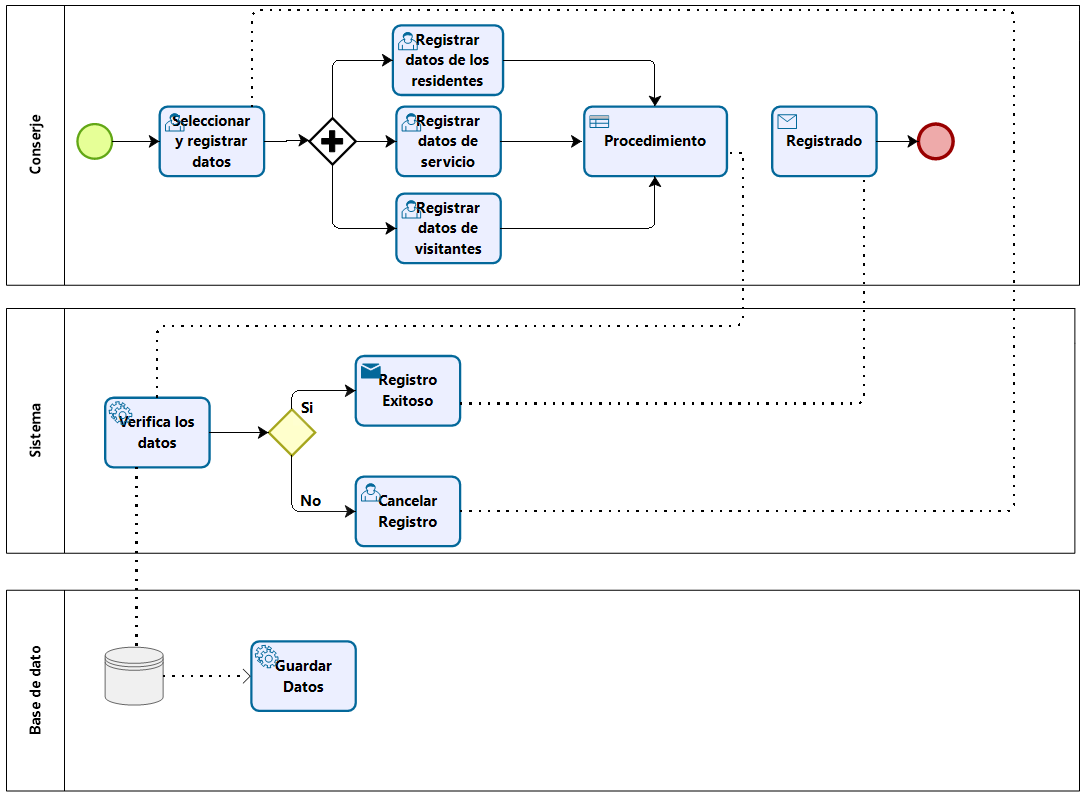 Conserje
Seleccionar
y registrar
datos
Registrar
datos de los
residentes
Registrar
datos de
servicio
Registrar
datos de
visitantes
Procedimiento
Registrado
Sistema
Verifica los
datos
Si
No
Registro
Exitoso
Cancelar
Registro
Base de dato
Guardar
Datos